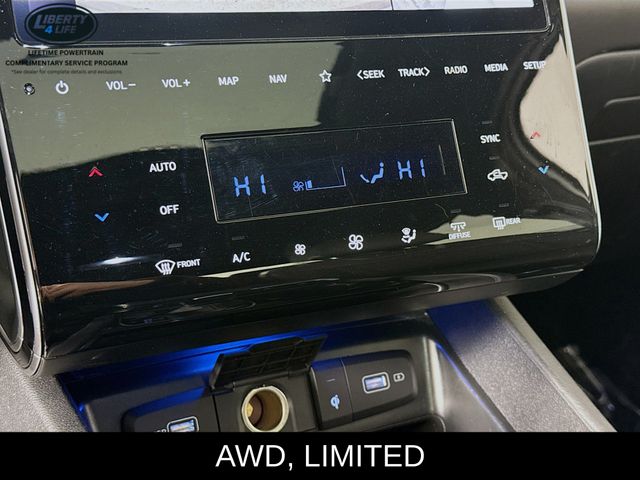 LIBERTY
4 LIFE
LIFETIME POWERTRAIN
COMPLIMENTARY SERVICE PROGRAM
*See dealer for complete details and exclusions
VOL− VOL+ MAP NAV ☆ <SEEK TRACK> RADIO MEDIA SETUP
AUTO HI HI SYNC
OFF
FRONT A/C DIFFUSE REAR
AWD, LIMITED